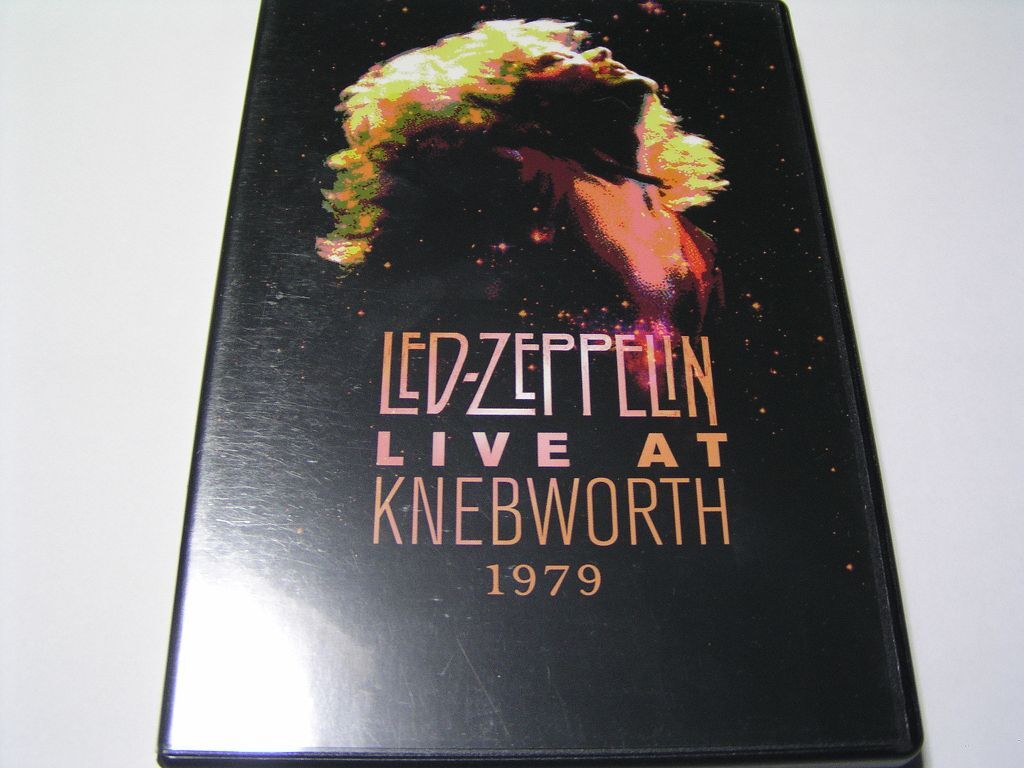 LED-ZEPPELIN
LIVE AT
KNEBWORTH
1979